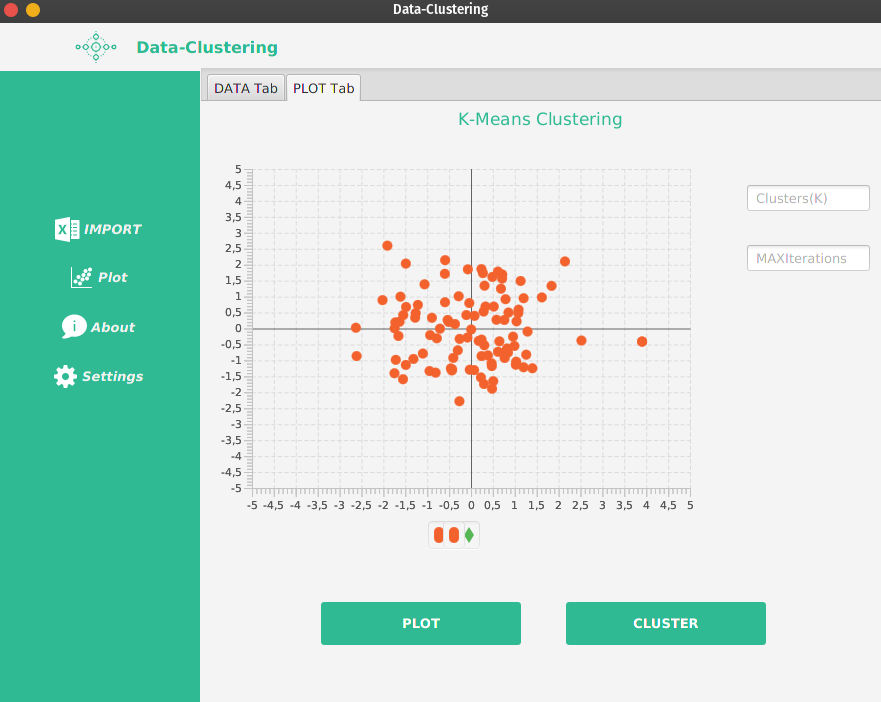 Data-Clustering
Data-Clustering
DATA Tab
PLOT Tab
K-Means Clustering
IMPORT
Plot
About
Settings
5
4,5
4
3,5
3
2,5
2
1,5
1
0,5
0
-0,5
-1
-1,5
-2
-2,5
-3
-3,5
-4
-4,5
-5
-5 -4,5 -4 -3,5 -3 -2,5 -2 -1,5 -1 -0,5 0 0,5 1 1,5 2 2,5 3 3,5 4 4,5 5
Clusters(K)
MAXIterations
PLOT
CLUSTER